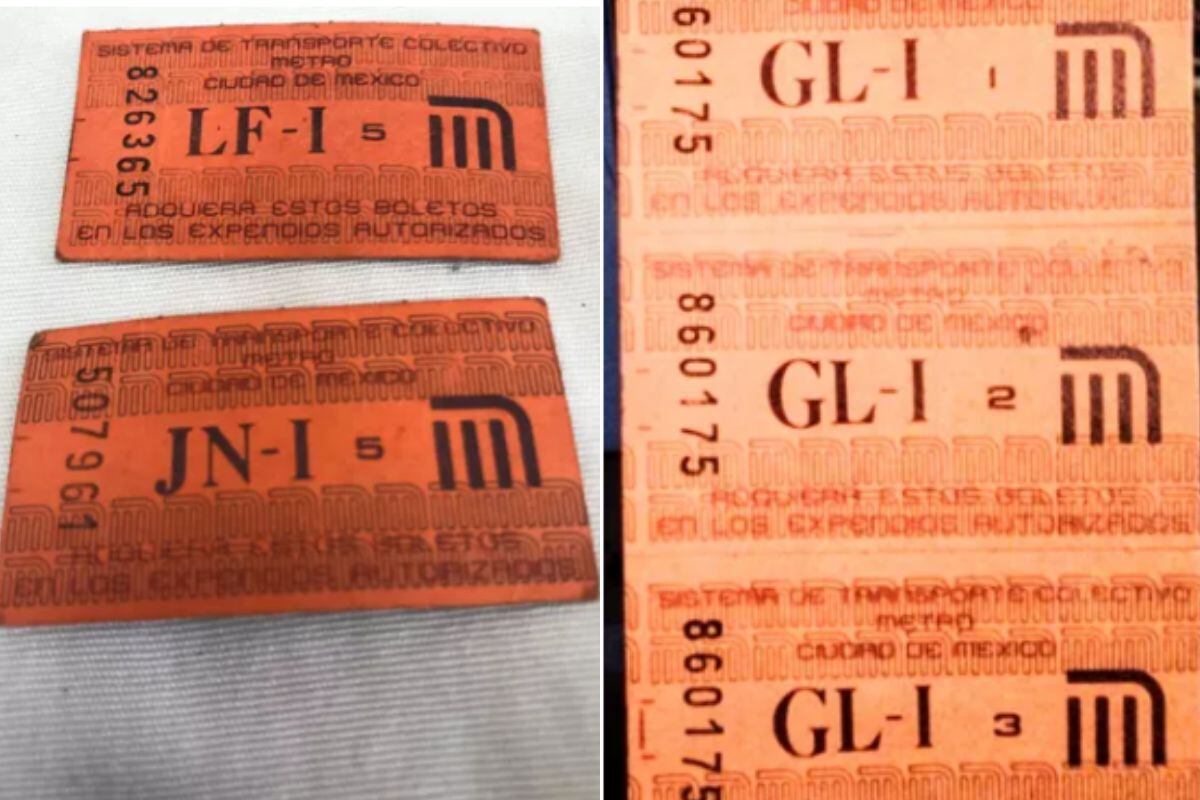 SISTEMA DE TRANSPORTE COLECTIVO
METRO
CIUDAD DE MEXICO
826365
LF-I 5
ADQUIERA ESTOS BOLETOS
EN LOS EXPENDIOS AUTORIZADOS
SISTEMA DE TRANSPORTE COLECTIVO
METRO
CIUDAD DE MEXICO
507961
JN-I 5
ADQUIERA ESTOS BOLETOS
EN LOS EXPENDIOS AUTORIZADOS
CIUDAD DE MEXICO
60175
GL-I 1
ADQUIERA ESTOS BOLETOS
EN LOS EXPENDIOS AUTORIZADOS
SISTEMA DE TRANSPORTE COLECTIVO
METRO
CIUDAD DE MEXICO
860175
GL-I 2
ADQUIERA ESTOS BOLETOS
EN LOS EXPENDIOS AUTORIZADOS
SISTEMA DE TRANSPORTE COLECTIVO
METRO
CIUDAD DE MEXICO
860175
GL-I 3